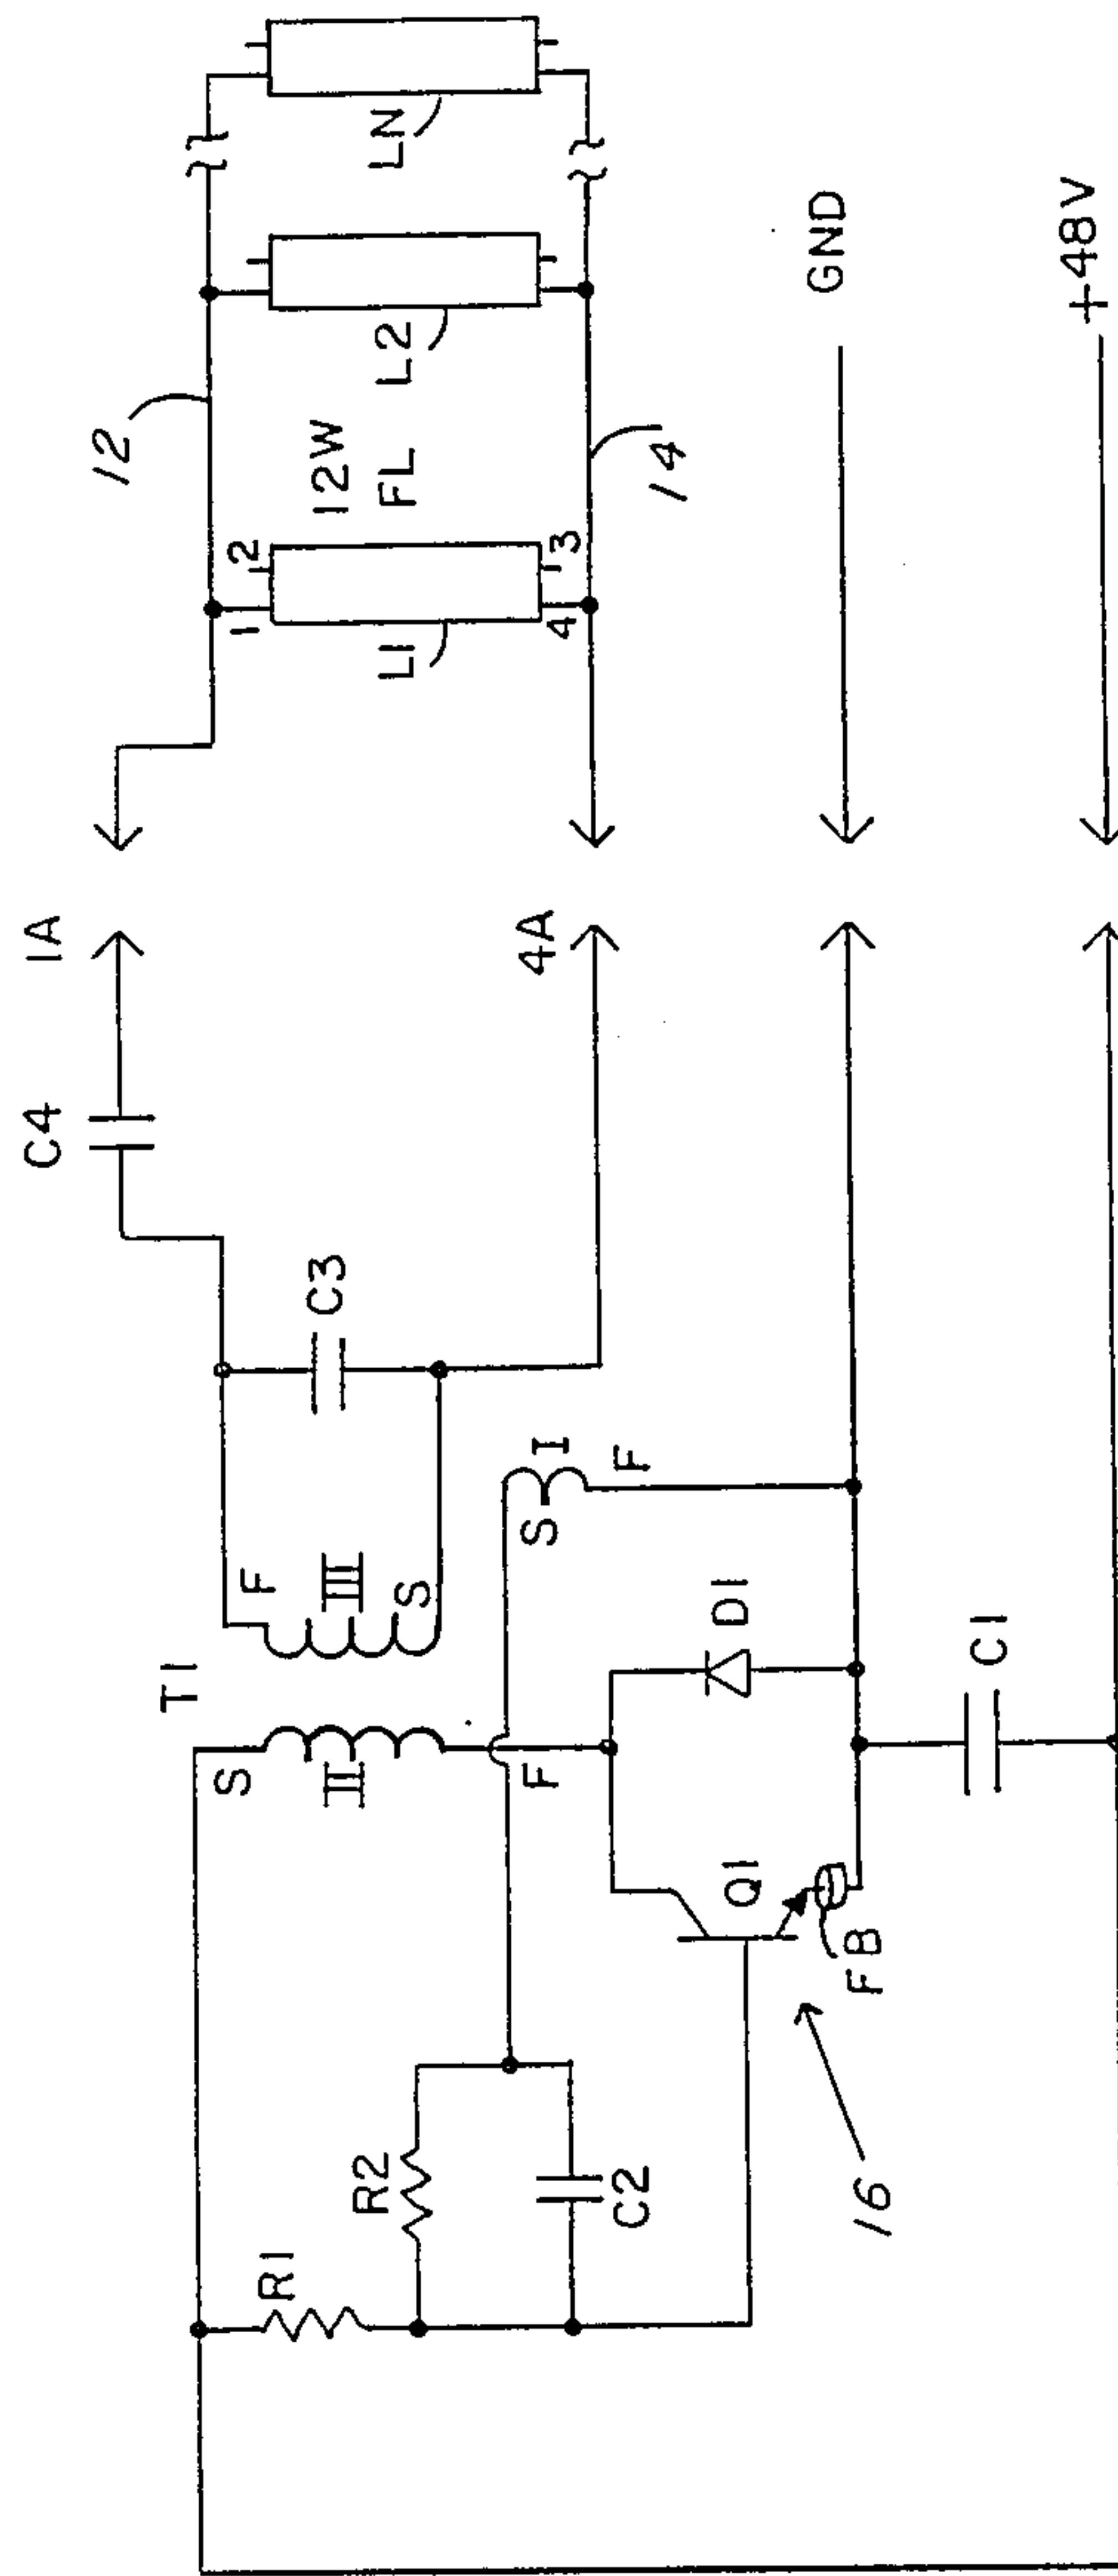 C4
1A
12
LN
L2
12W
FL
1
2
L1
4
3
14
T1
F
III
S
C3
4A
S
II
F
S
I
F
GND
R1
R2
C2
Q1
D1
FB
16
C1
+48V